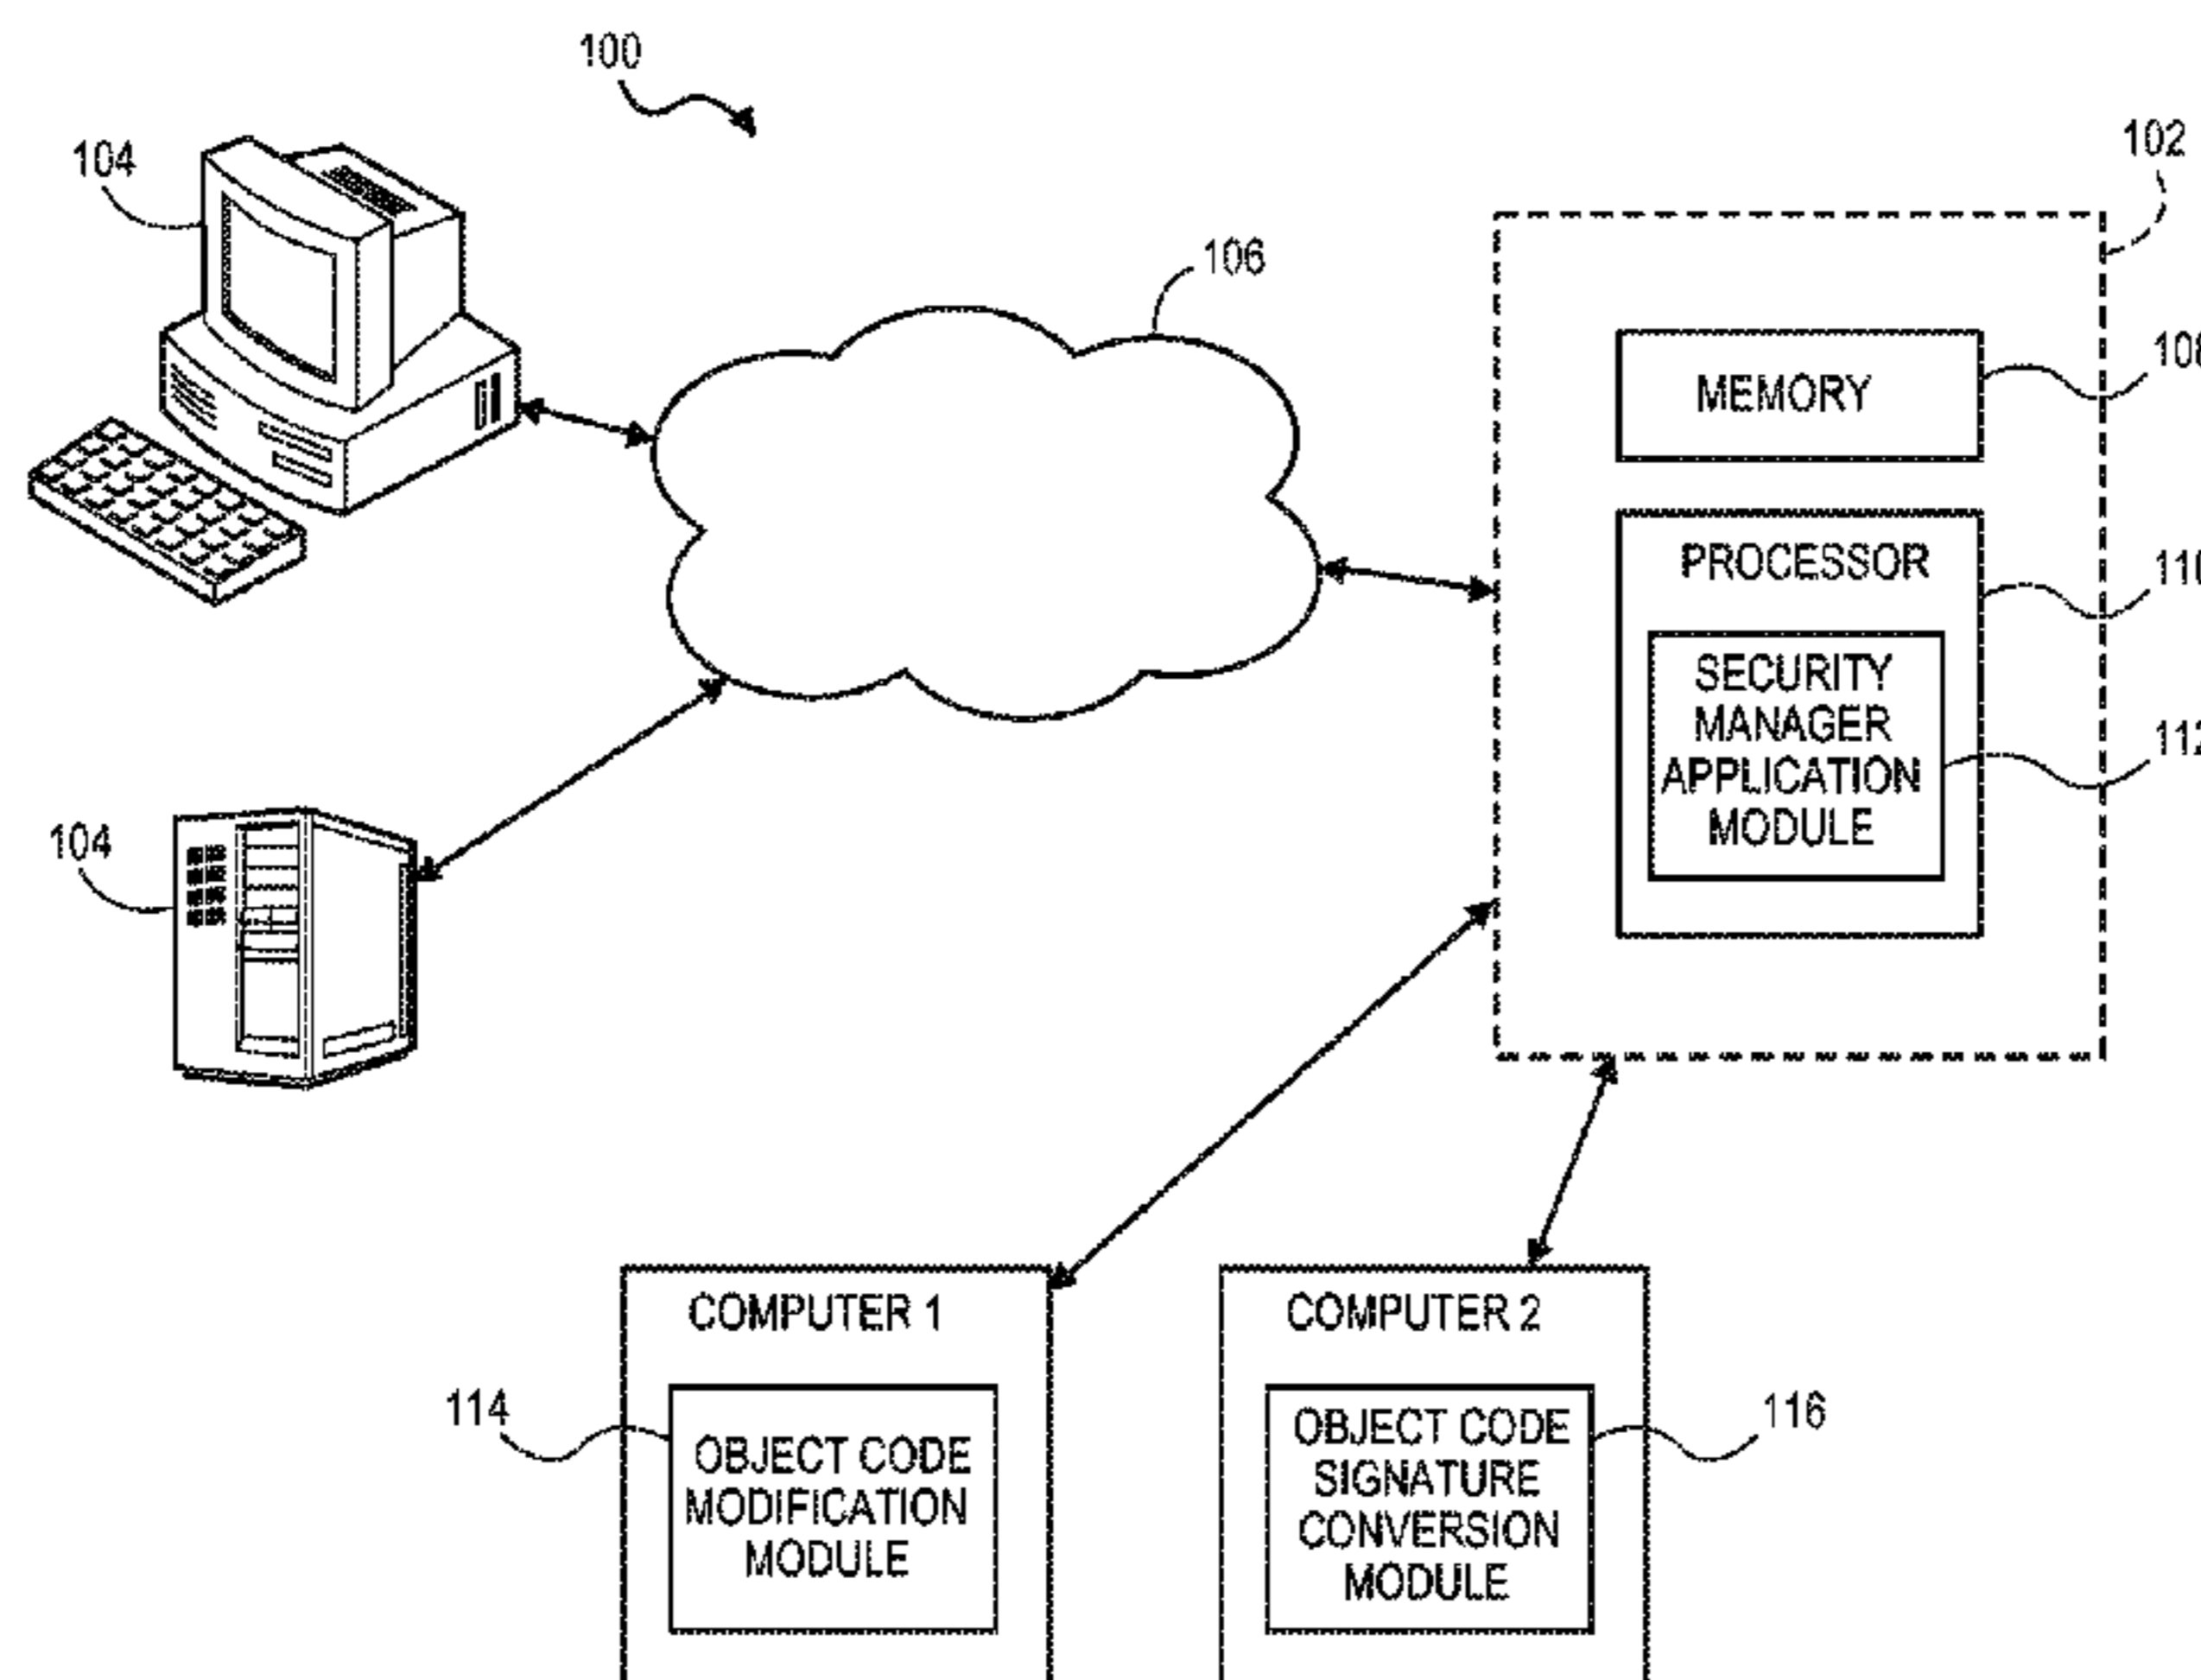 100
104
102
106
108
MEMORY
PROCESSOR
110
SECURITY
MANAGER
APPLICATION
MODULE
112
104
COMPUTER 1
COMPUTER 2
114
OBJECT CODE
MODIFICATION
MODULE
OBJECT CODE
SIGNATURE
CONVERSION
MODULE
116